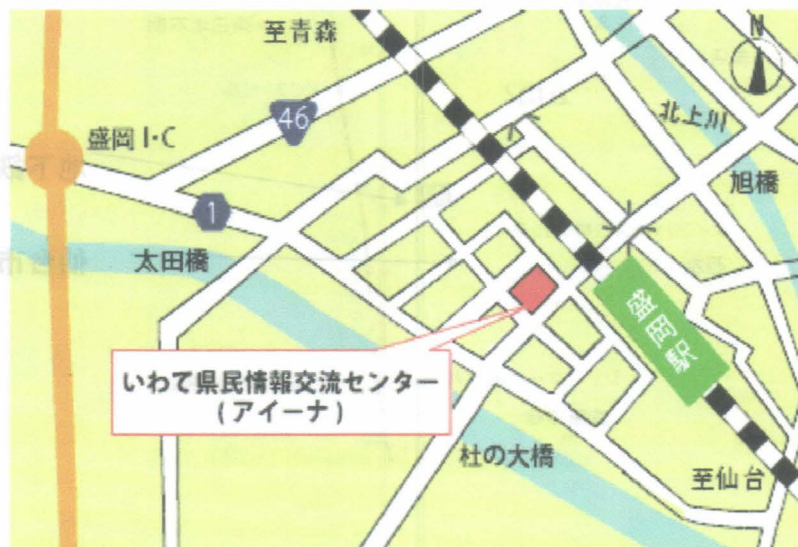 至青森
N
46
盛岡 I・C
北上川
旭橋
1
太田橋
盛岡駅
いわて県民情報交流センター
(アイーナ)
杜の大橋
至仙台